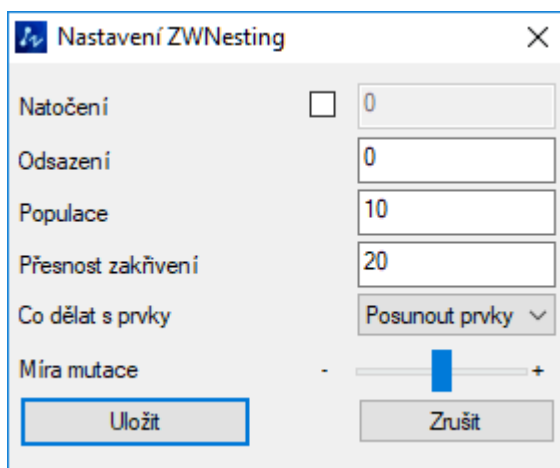 Nastavení ZWNesting
Natočení 0
Odsazení 0
Populace 10
Přesnost zakřivení 20
Co dělat s prvky Posunout prvky
Míra mutace - +
Uložit Zrušit